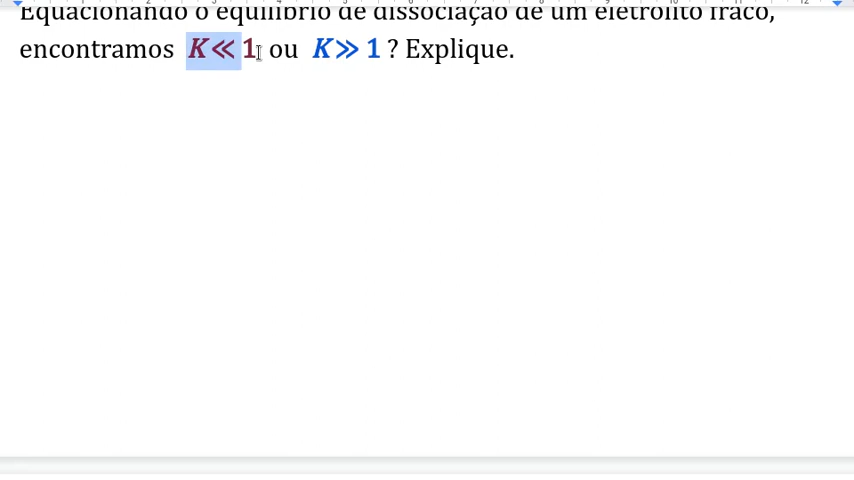 Equacionando o equilíbrio de dissociação de um eletrólito fraco,
encontramos K≪1 ou K≫1 ? Explique.